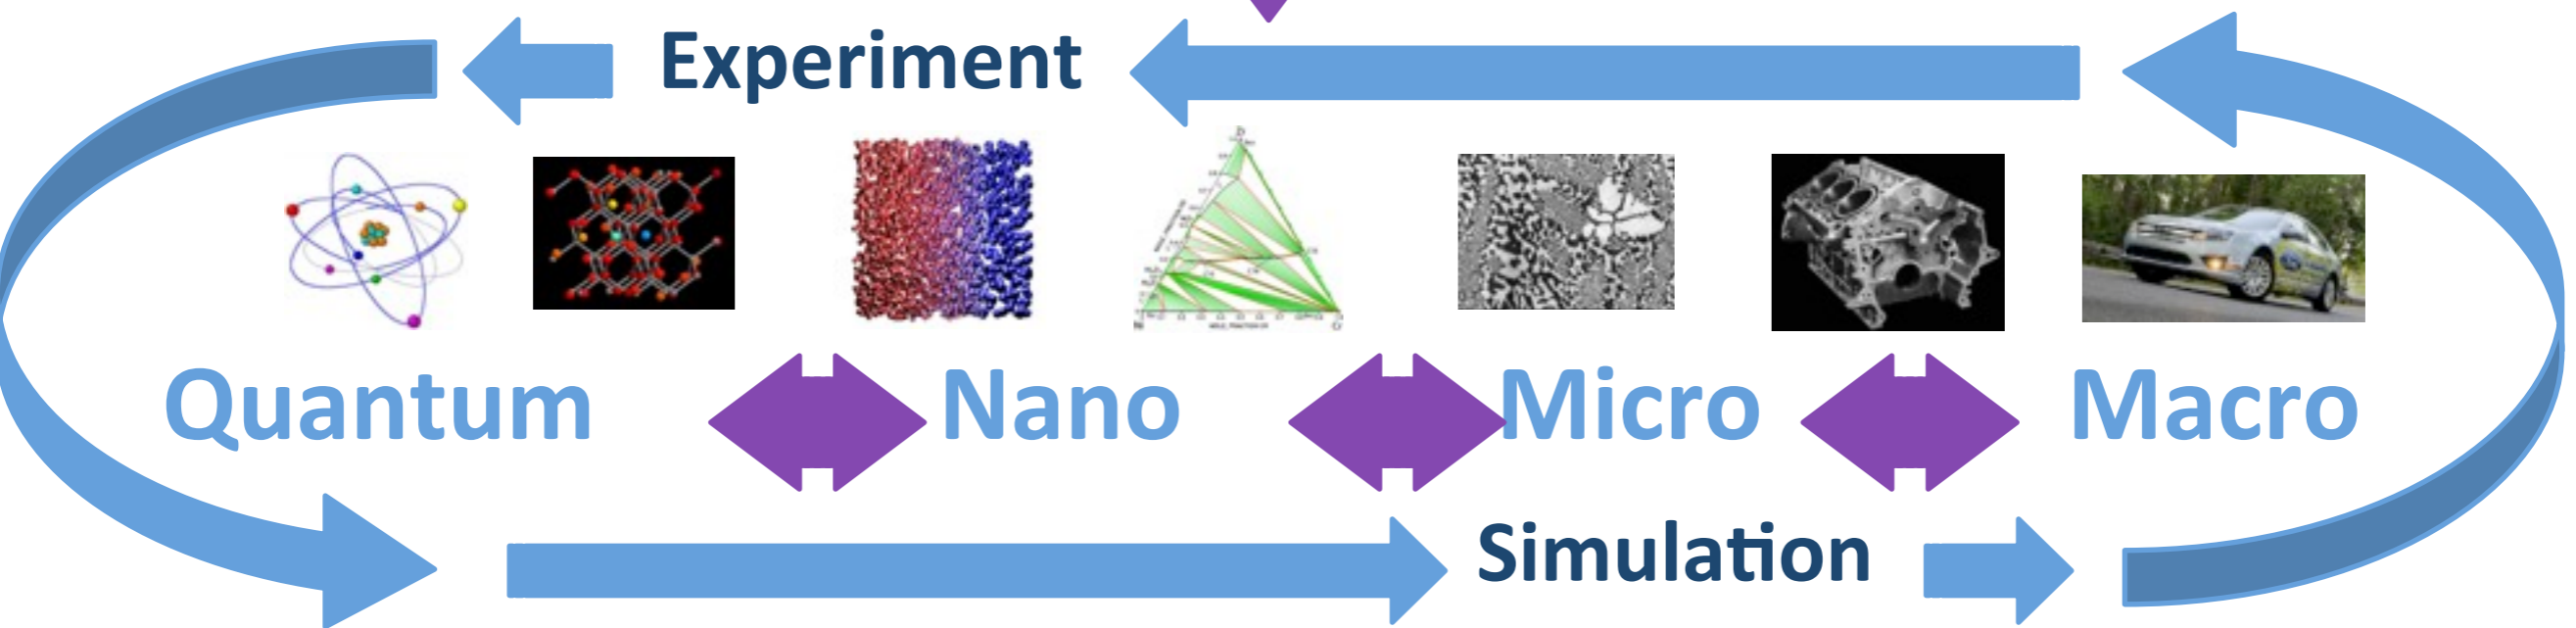 Experiment
Quantum
Nano
Micro
Macro
Simulation